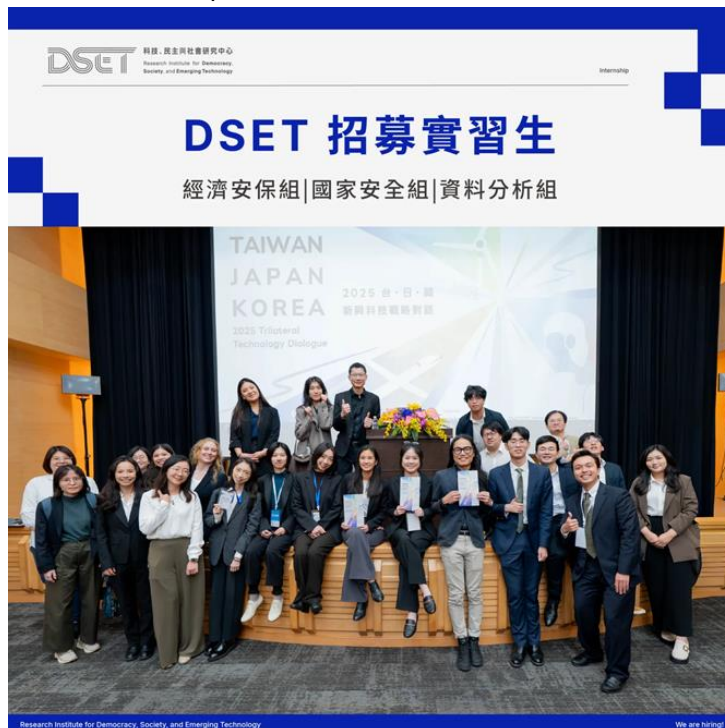 DSET
科技、民主與社會研究中心
Research Institute for Democracy,
Society, and Emerging Technology
Internship
DSET 招募實習生
經濟安保組|國家安全組|資料分析組
TAIWAN
JAPAN
KOREA
2025 Trilateral
Technology Dialogue
2025 台·日·韓
新興科技戰略對話
Research Institute for Democracy, Society, and Emerging Technology
We are hiring!